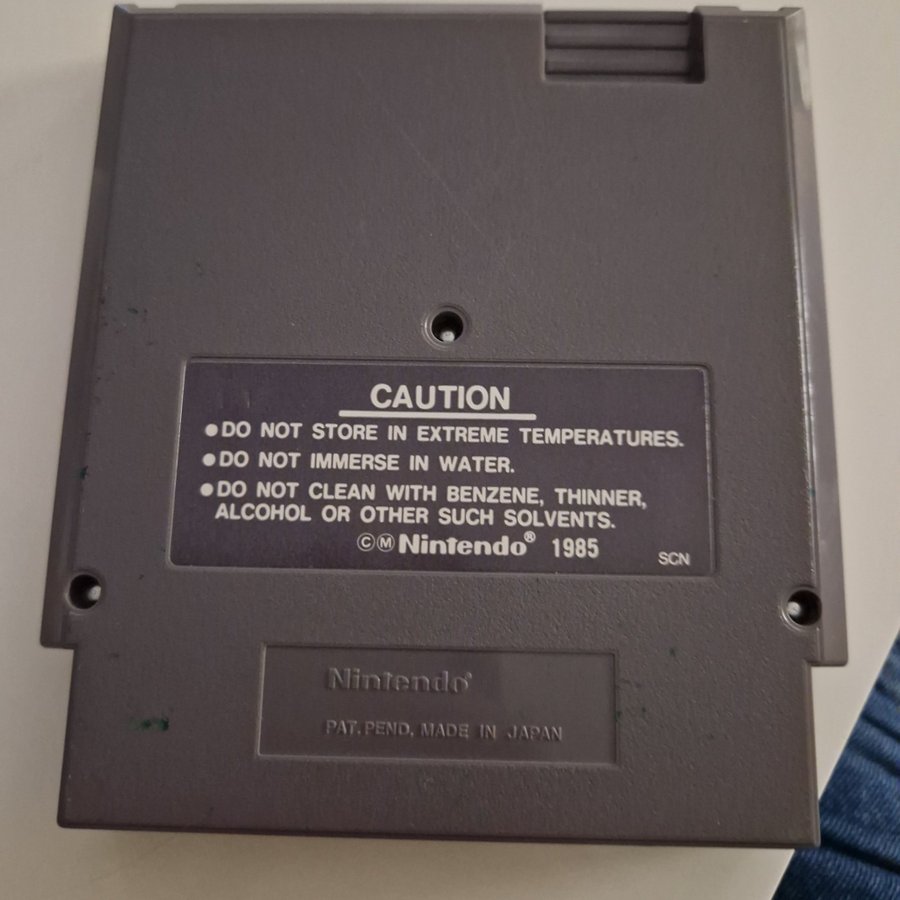 CAUTION
●DO NOT STORE IN EXTREME TEMPERATURES.
●DO NOT IMMERSE IN WATER.
●DO NOT CLEAN WITH BENZENE, THINNER,
ALCOHOL OR OTHER SUCH SOLVENTS.
ⒸⓂNintendo® 1985
SCN
Nintendo®
PAT. PEND. MADE IN JAPAN